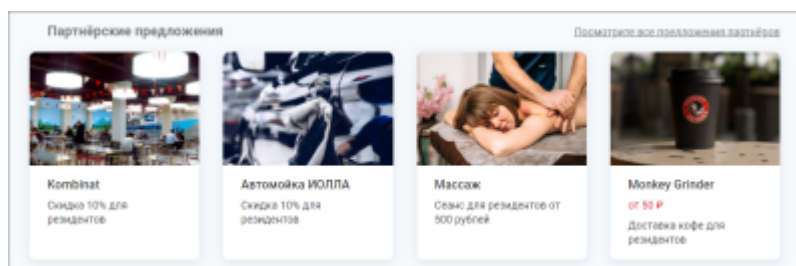 Партнёрские предложения
Посмотрите все предложения партнёров
Kombinat
Скидка 10% для
резидентов
Автомойка ИОЛЛА
Скидка 10% для
резидентов
Массаж
Сеанс для резидентов от
500 рублей
Monkey Grinder
от 50 ₽
Доставка кофе для
резидентов